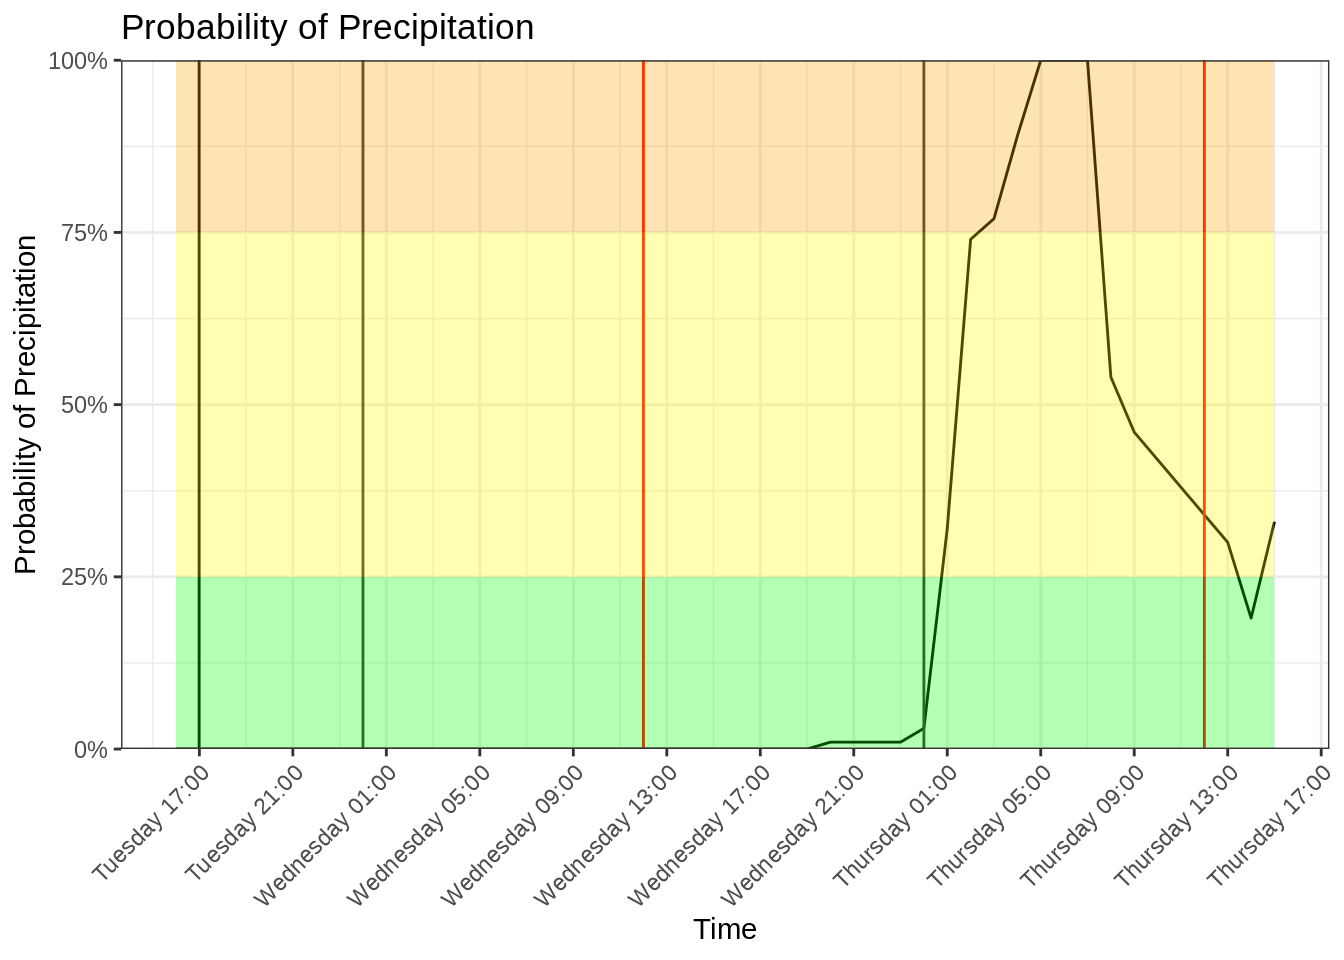 Probability of Precipitation
Probability of Precipitation
100%
75%
50%
25%
0%
Tuesday 17:00
Tuesday 21:00
Wednesday 01:00
Wednesday 05:00
Wednesday 09:00
Wednesday 13:00
Wednesday 17:00
Wednesday 21:00
Thursday 01:00
Thursday 05:00
Thursday 09:00
Thursday 13:00
Thursday 17:00
Time